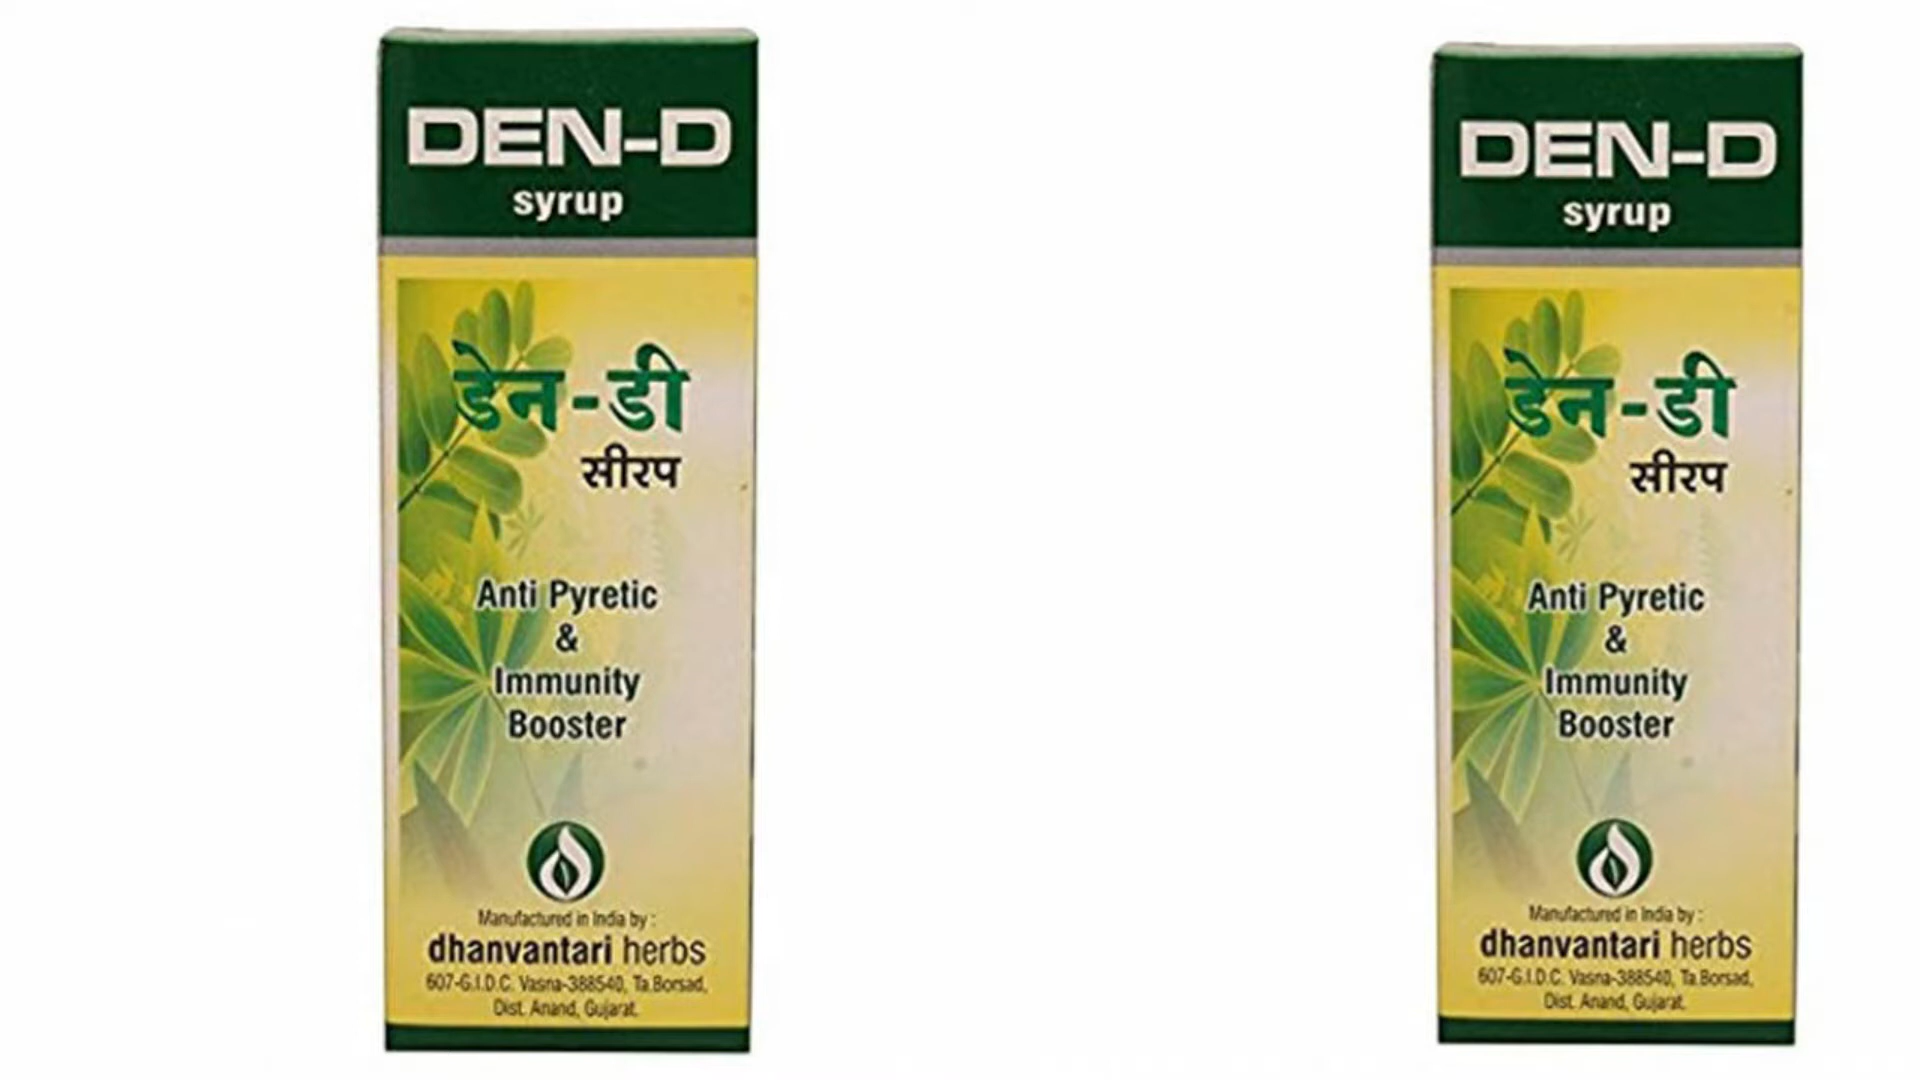 DEN-D
syrup
डेन-डी
सीरप
Anti Pyretic
&
Immunity
Booster
Manufactured in India by :
dhanvantari herbs
607-G.I.D.C. Vasna-388540, Ta.Borsad,
Dist. Anand, Gujarat.
DEN-D
syrup
डेन-डी
सीरप
Anti Pyretic
&
Immunity
Booster
Manufactured in India by :
dhanvantari herbs
607-G.I.D.C. Vasna-388540, Ta.Borsad,
Dist. Anand, Gujarat.